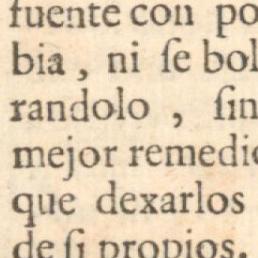 fuente con po
bia, ni ſe bol
randolo, ſin
mejor remedio
que dexarlos
de ſi propios.